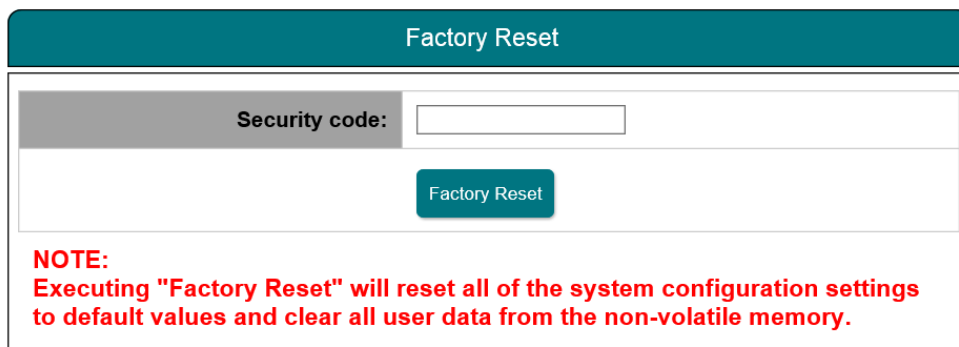 Factory Reset
Security code:
Factory Reset
NOTE:
Executing "Factory Reset" will reset all of the system configuration settings
to default values and clear all user data from the non-volatile memory.